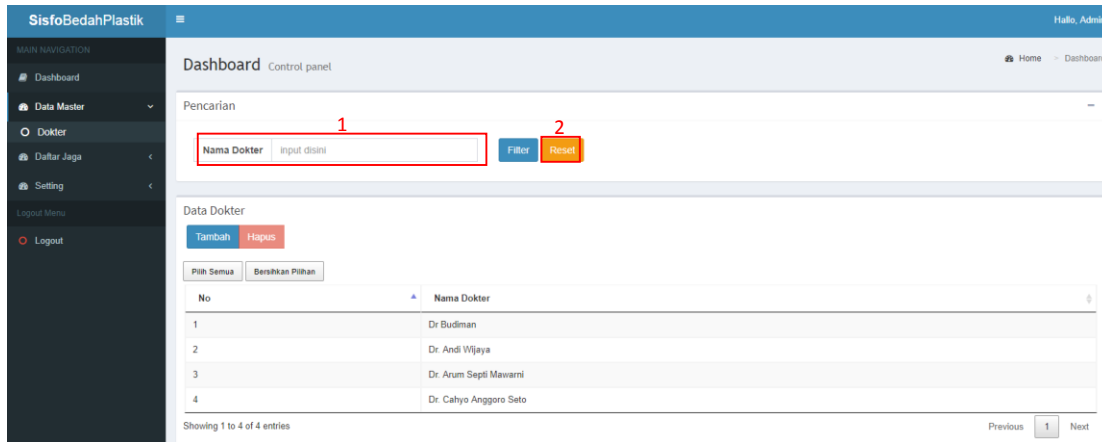 SisfoBedahPlastik
Hallo, Admi
MAIN NAVIGATION
Dashboard
Data Master
Dokter
Daftar Jaga
Setting
Logout Menu
Logout
Dashboard Control panel
Home > Dashboar
Pencarian
1
2
Nama Dokter input disini Filter Reset
Data Dokter
Tambah Hapus
Pilih Semua Bersihkan Pilihan
No Nama Dokter
1 Dr Budiman
2 Dr. Andi Wijaya
3 Dr. Arum Septi Mawarni
4 Dr. Cahyo Anggoro Seto
Showing 1 to 4 of 4 entries
Previous 1 Next